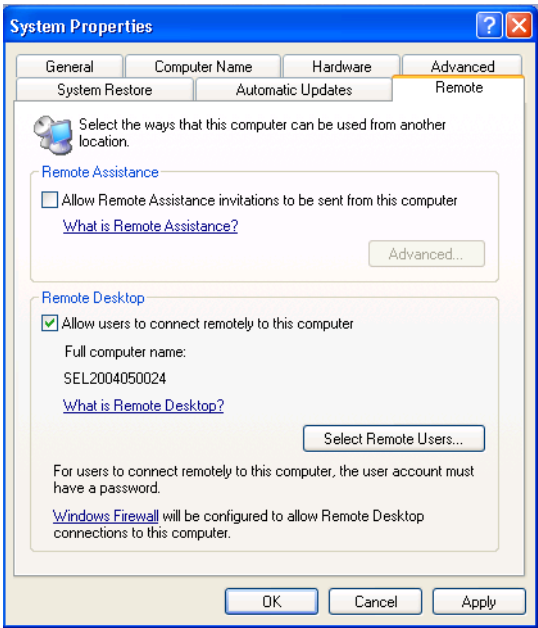 System Properties
General Computer Name Hardware Advanced
System Restore Automatic Updates Remote
Select the ways that this computer can be used from another
location.
Remote Assistance
Allow Remote Assistance invitations to be sent from this computer
What is Remote Assistance?
Advanced...
Remote Desktop
Allow users to connect remotely to this computer
Full computer name:
SEL2004050024
What is Remote Desktop?
Select Remote Users...
For users to connect remotely to this computer, the user account must
have a password.
Windows Firewall will be configured to allow Remote Desktop
connections to this computer.
OK Cancel Apply